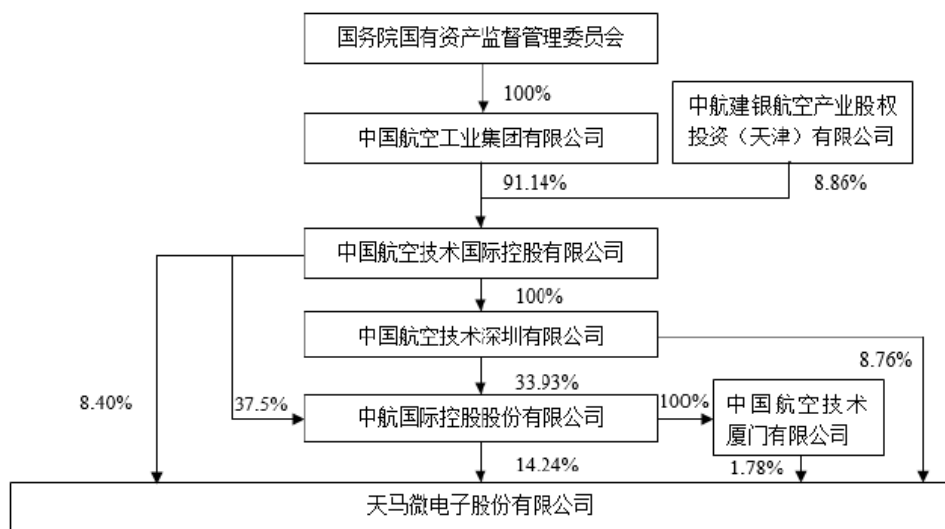 国务院国有资产监督管理委员会
100%
中国航空工业集团有限公司
中航建银航空产业股权
投资（天津）有限公司
91.14%
8.86%
中国航空技术国际控股有限公司
100%
中国航空技术深圳有限公司
8.76%
33.93%
8.40%
37.5%
中航国际控股股份有限公司
100%
中国航空技术
厦门有限公司
14.24%
1.78%
天马微电子股份有限公司